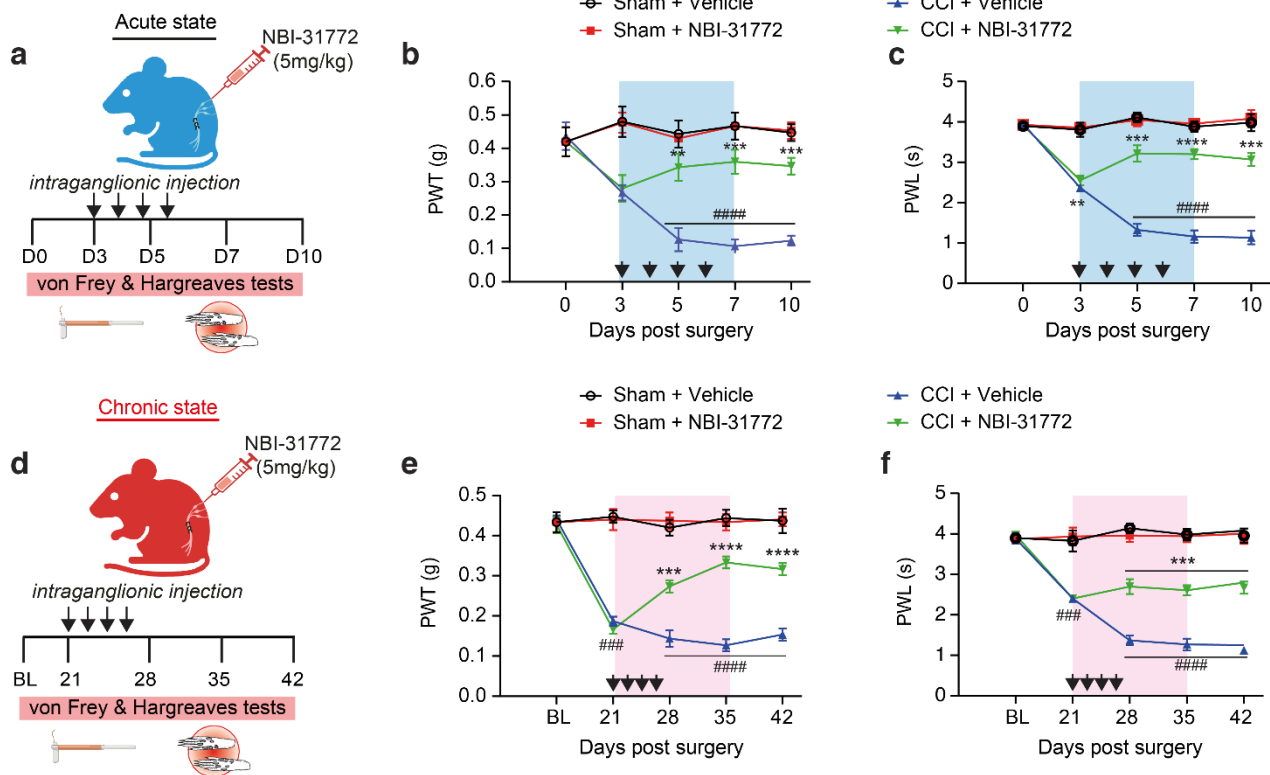 Sham + Vehicle
CCI + Vehicle
Sham + NBI-31772
CCI + NBI-31772
a
Acute state
NBI-31772
(5mg/kg)
intraganglionic injection
D0 D3 D5 D7 D10
von Frey & Hargreaves tests
b
PWT (g)
0.6
0.5
0.4
0.3
0.2
0.1
0.0
** *** ***
####
0 3 5 7 10
Days post surgery
c
PWL (s)
5
4
3
2
1
0
*** **** ***
**
####
0 3 5 7 10
Days post surgery
Sham + Vehicle
CCI + Vehicle
Sham + NBI-31772
CCI + NBI-31772
d
Chronic state
NBI-31772
(5mg/kg)
intraganglionic injection
BL 21 28 35 42
von Frey & Hargreaves tests
e
PWT (g)
0.5
0.4
0.3
0.2
0.1
0.0
*** **** ****
###
####
BL 21 28 35 42
Days post surgery
f
PWL (s)
5
4
3
2
1
0
***
###
####
BL 21 28 35 42
Days post surgery